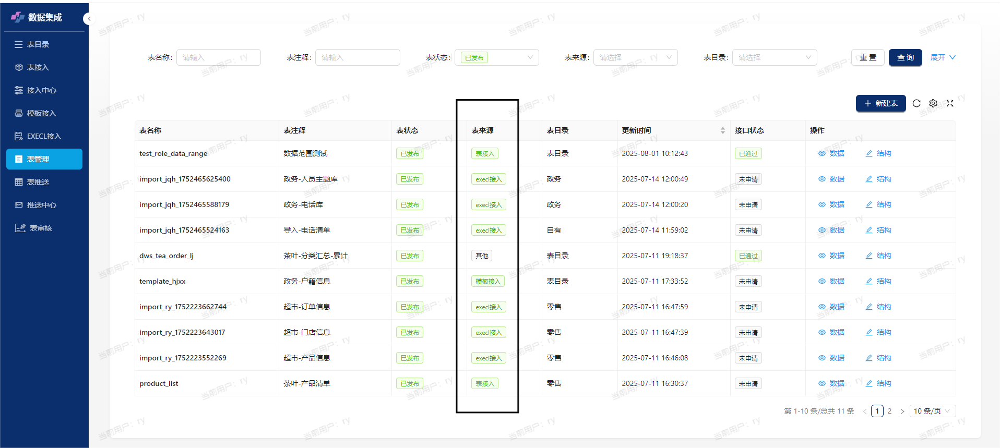 数据集成
表目录
表接入
接入中心
模板接入
EXECL接入
表管理
表推送
推送中心
表审核
表名称: 请输入 表注释: 请输入 表状态: 已发布 表来源: 请选择 表目录: 请选择 重 置 查 询 展开
新建表
表名称 表注释 表状态 表来源 表目录 更新时间 接口状态 操作
test_role_data_range 数据范围测试 已发布 表接入 表目录 2025-08-01 10:12:43 已通过 数据 结构
import_jqh_1752465625400 政务-人员主题库 已发布 execl接入 政务 2025-07-14 12:00:49 未申请 数据 结构
import_jqh_1752465588179 政务-电话库 已发布 execl接入 政务 2025-07-14 12:00:20 未申请 数据 结构
import_jqh_1752465524163 导入-电话清单 已发布 execl接入 自有 2025-07-14 11:59:02 未申请 数据 结构
dws_tea_order_lj 茶叶-分类汇总-累计 已发布 其他 表目录 2025-07-11 19:18:37 已通过 数据 结构
template_hjxx 政务-户籍信息 已发布 模板接入 表目录 2025-07-11 17:33:52 未申请 数据 结构
import_ry_1752223662744 超市-订单信息 已发布 execl接入 零售 2025-07-11 16:47:59 未申请 数据 结构
import_ry_1752223643017 超市-门店信息 已发布 execl接入 零售 2025-07-11 16:47:39 未申请 数据 结构
import_ry_1752223552269 超市-产品信息 已发布 execl接入 零售 2025-07-11 16:46:08 未申请 数据 结构
product_list 茶叶-产品清单 已发布 表接入 零售 2025-07-11 16:30:37 未申请 数据 结构
第 1-10 条/总共 11 条 < 1 2 > 10 条/页
当前用户：ry